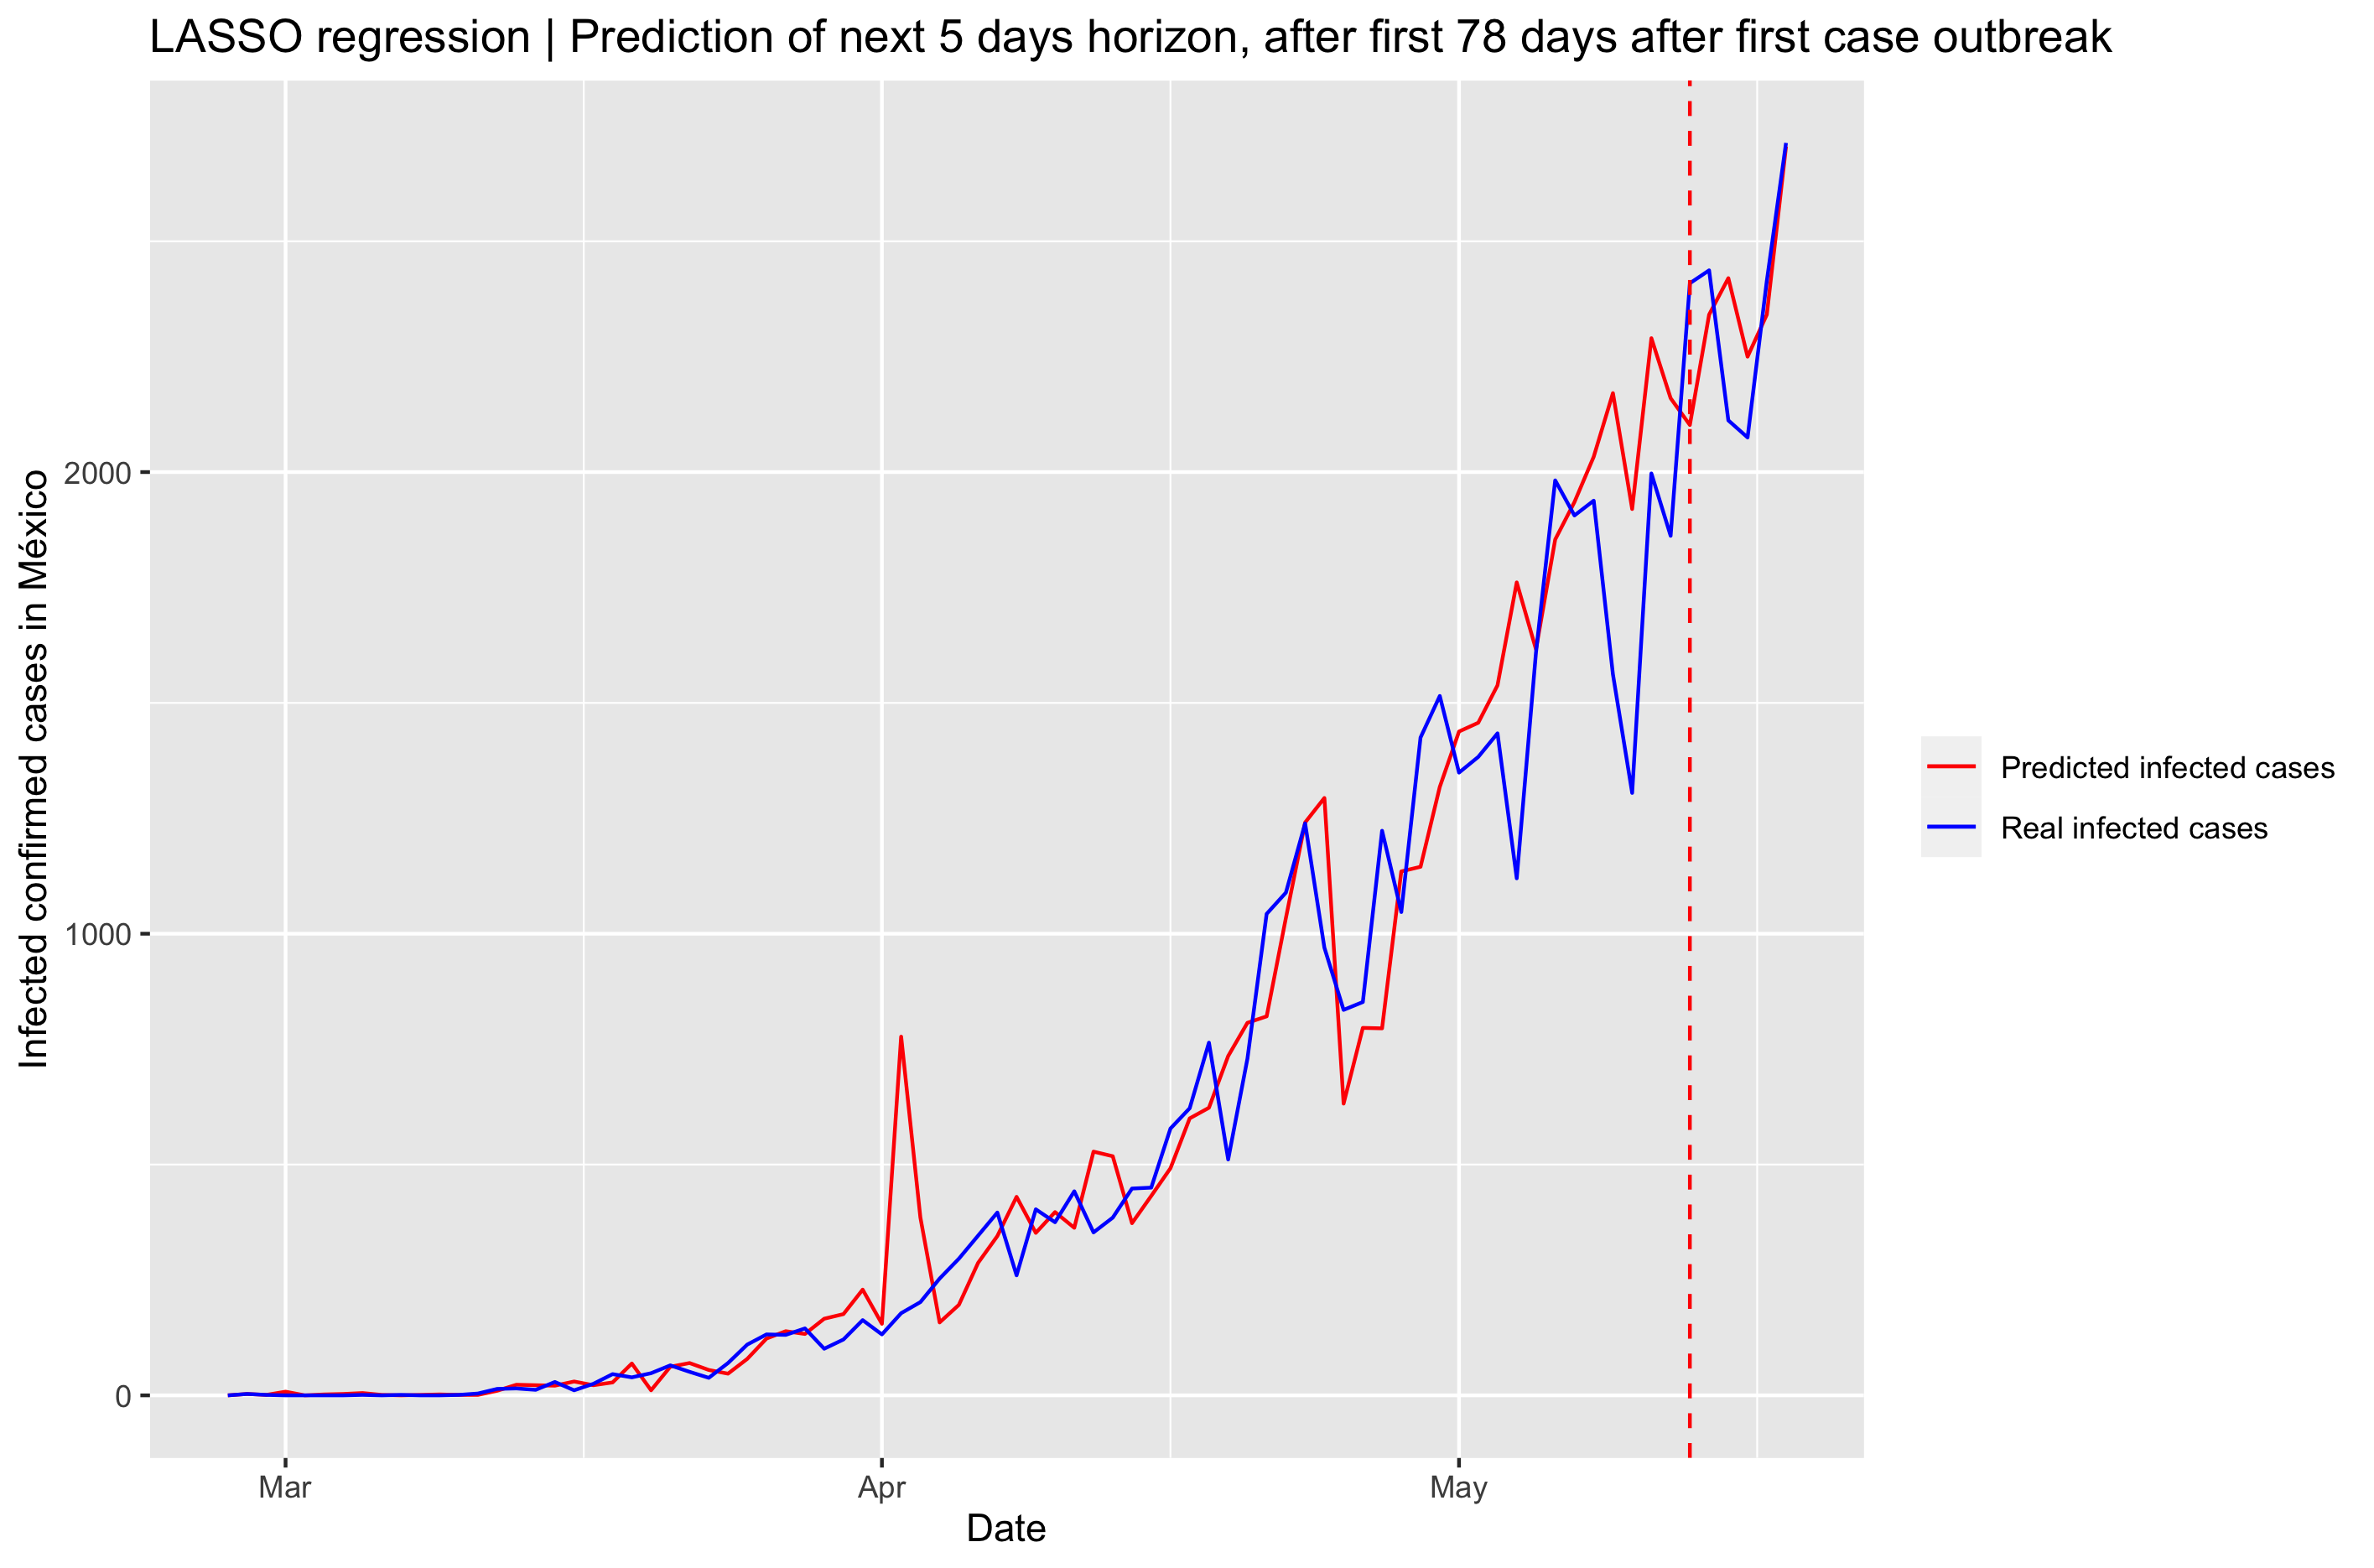 LASSO regression | Prediction of next 5 days horizon, after first 78 days after first case outbreak
Infected confirmed cases in México
2000
1000
0
Mar
Apr
May
Date
Predicted infected cases
Real infected cases